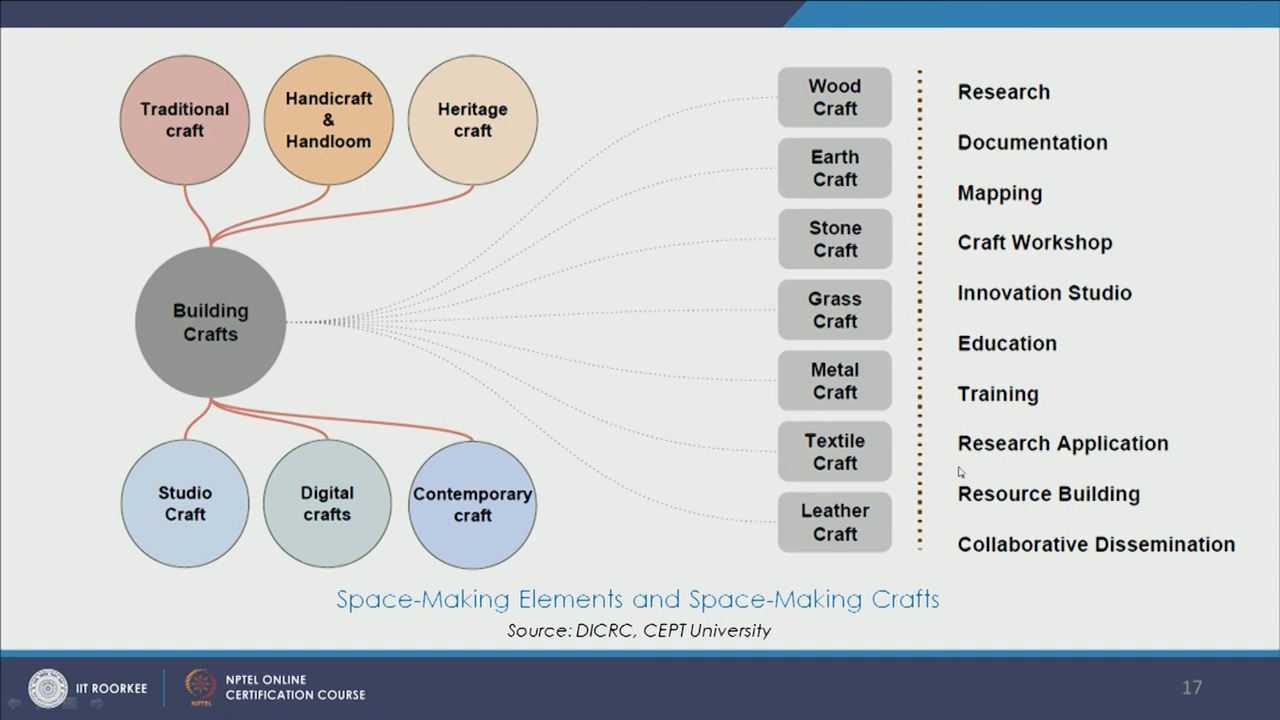 Traditional
craft
Handicraft
&
Handloom
Heritage
craft
Building
Crafts
Studio
Craft
Digital
crafts
Contemporary
craft
Wood
Craft
Earth
Craft
Stone
Craft
Grass
Craft
Metal
Craft
Textile
Craft
Leather
Craft
Research
Documentation
Mapping
Craft Workshop
Innovation Studio
Education
Training
Research Application
Resource Building
Collaborative Dissemination
Space-Making Elements and Space-Making Crafts
Source: DICRC, CEPT University
IIT ROORKEE
NPTEL
NPTEL ONLINE
CERTIFICATION COURSE
17